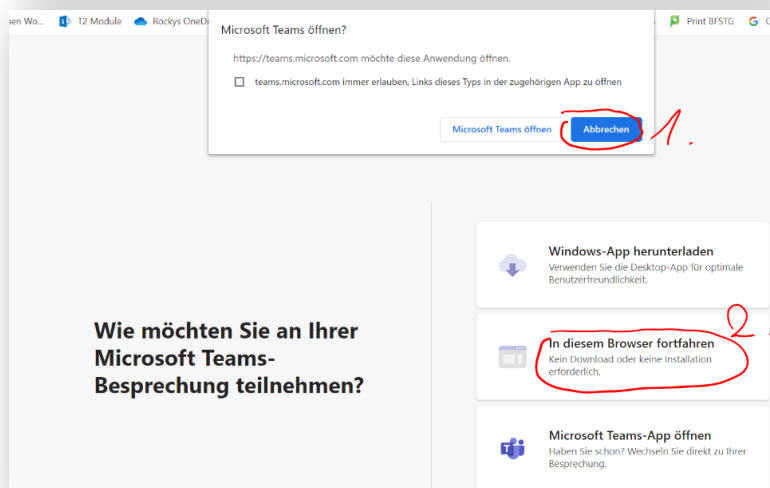 Wo...
T2 Module
Rockys OneDr
Print BFSTG
Microsoft Teams öffnen?
https://teams.microsoft.com möchte diese Anwendung öffnen.
teams.microsoft.com immer erlauben, Links dieses Typs in der zugehörigen App zu öffnen
Microsoft Teams öffnen
Abbrechen
1.
Windows-App herunterladen
Verwenden Sie die Desktop-App für optimale
Benutzerfreundlichkeit.
2
In diesem Browser fortfahren
Kein Download oder keine Installation
erforderlich.
Wie möchten Sie an Ihrer
Microsoft Teams-
Besprechung teilnehmen?
Microsoft Teams-App öffnen
Haben Sie schon? Wechseln Sie direkt zu Ihrer
Besprechung.